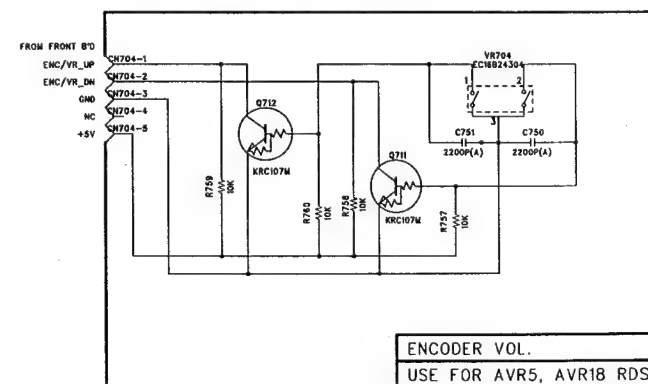 FROM FRONT B'D
ENC/VR_UP
CN704-1
ENC/VR_DN
CN704-2
GND
CN704-3
NC
CN704-4
+5V
CN704-5
VR704
EC16B24304
1
2
3
Q712
KRC107M
Q711
KRC107M
C751
2200P(A)
C750
2200P(A)
R759
10K
R760
10K
R758
10K
R757
10K
ENCODER VOL.
USE FOR AVR5, AVR18 RDS